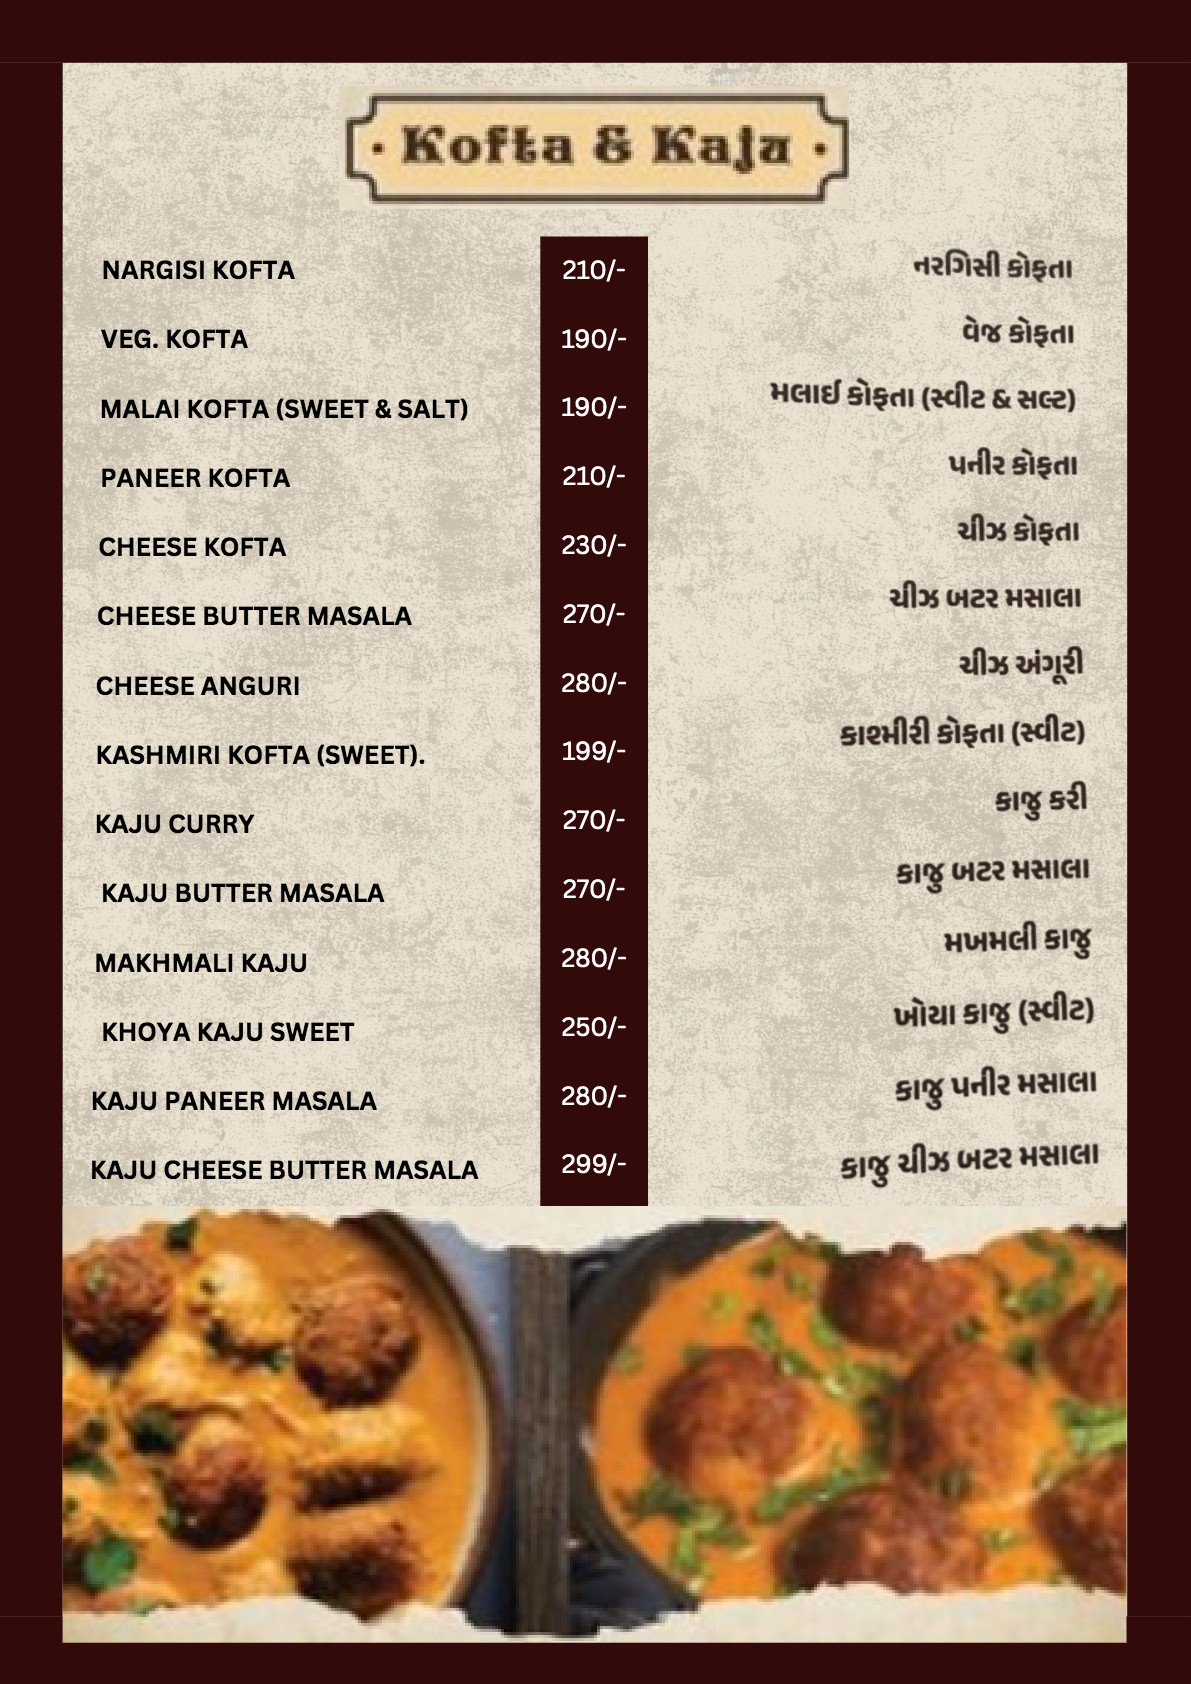 Kofta & Kaju
NARGISI KOFTA 210/- નરગિસી કોફતા
VEG. KOFTA 190/- વેજ કોફતા
MALAI KOFTA (SWEET & SALT) 190/- મલાઈ કોફતા (સ્વીટ & સલ્ટ)
PANEER KOFTA 210/- પનીર કોફતા
CHEESE KOFTA 230/- ચીઝ કોફતા
CHEESE BUTTER MASALA 270/- ચીઝ બટર મસાલા
CHEESE ANGURI 280/- ચીઝ અંગૂરી
KASHMIRI KOFTA (SWEET). 199/- કાશ્મીરી કોફતા (સ્વીટ)
KAJU CURRY 270/- કાજુ કરી
KAJU BUTTER MASALA 270/- કાજુ બટર મસાલા
MAKHMALI KAJU 280/- મખમલી કાજુ
KHOYA KAJU SWEET 250/- ખોયા કાજુ (સ્વીટ)
KAJU PANEER MASALA 280/- કાજુ પનીર મસાલા
KAJU CHEESE BUTTER MASALA 299/- કાજુ ચીઝ બટર મસાલા